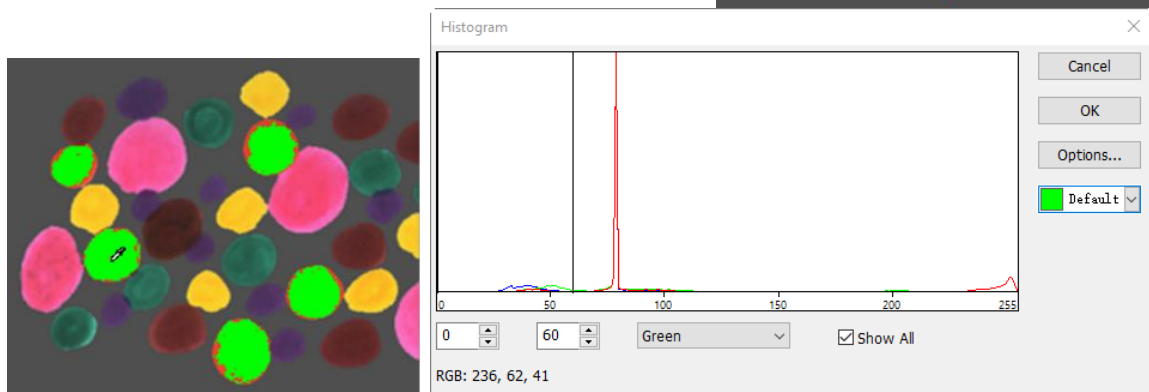 Histogram
Cancel
OK
Options...
Default
0 50 100 150 200 255
0 60 Green Show All
RGB: 236, 62, 41